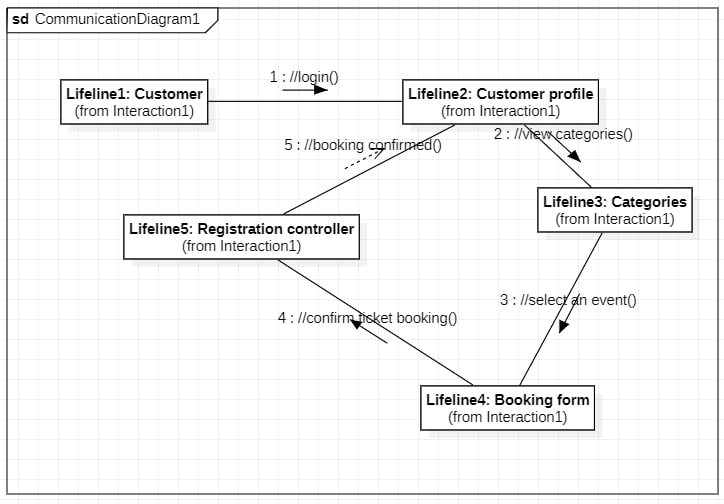 sd CommunicationDiagram1
1 : //login()
Lifeline1: Customer
(from Interaction1)
Lifeline2: Customer profile
(from Interaction1)
2 : //view categories()
5 : //booking confirmed()
Lifeline3: Categories
(from Interaction1)
Lifeline5: Registration controller
(from Interaction1)
3 : //select an event()
4 : //confirm ticket booking()
Lifeline4: Booking form
(from Interaction1)